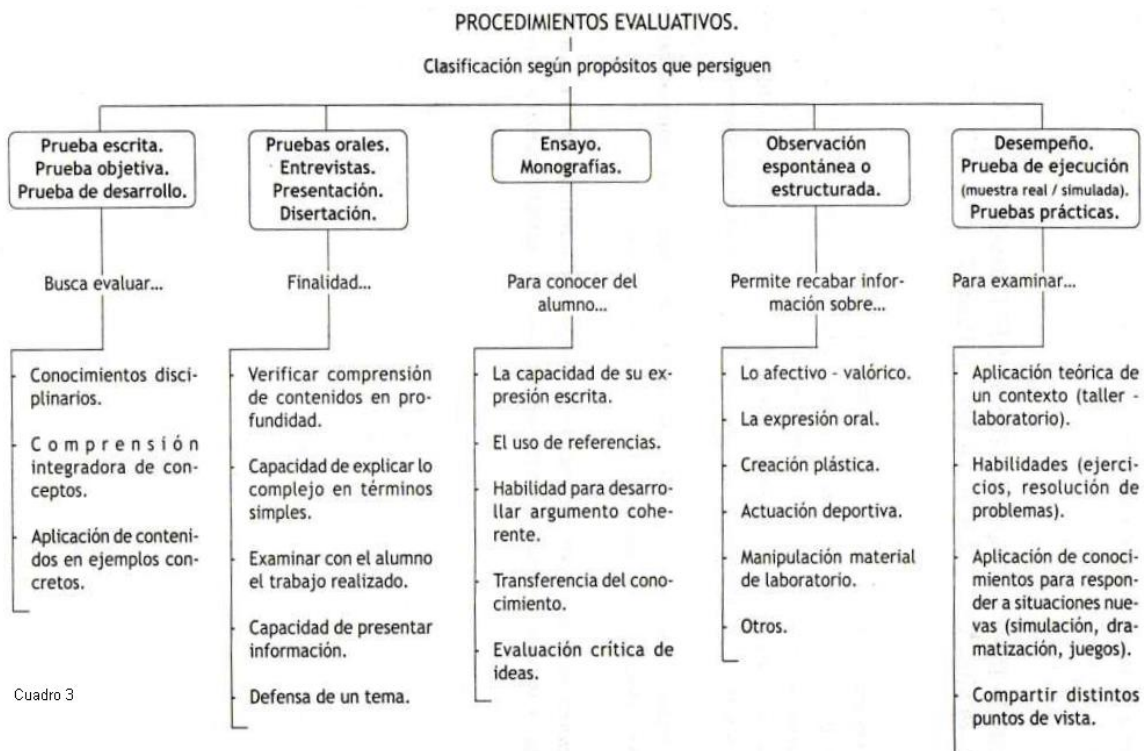 PROCEDIMIENTOS EVALUATIVOS.
Clasificación según propósitos que persiguen
Prueba escrita.
Prueba objetiva.
Prueba de desarrollo.
Busca evaluar...
Conocimientos disci-
plinarios.
Comprensión
integradora de con-
ceptos.
Aplicación de conteni-
dos en ejemplos con-
cretos.
Pruebas orales.
Entrevistas.
Presentación.
Disertación.
Finalidad...
Verificar comprensión
de contenidos en pro-
fundidad.
Capacidad de explicar lo
complejo en términos
simples.
Examinar con el alumno
el trabajo realizado.
Capacidad de presentar
información.
Defensa de un tema.
Ensayo.
Monografías.
Para conocer del
alumno...
La capacidad de su ex-
presión escrita.
El uso de referencias.
Habilidad para desarro-
llar argumento cohe-
rente.
Transferencia del cono-
cimiento.
Evaluación crítica de
ideas.
Observación
espontánea o
estructurada.
Permite recabar infor-
mación sobre...
Lo afectivo - valórico.
La expresión oral.
Creación plástica.
Actuación deportiva.
Manipulación material
de laboratorio.
Otros.
Desempeño.
Prueba de ejecución
(muestra real / simulada).
Pruebas prácticas.
Para examinar...
Aplicación teórica de
un contexto (taller -
laboratorio).
Habilidades (ejerci-
cios, resolución de
problemas).
Aplicación de conoci-
mientos para respon-
der a situaciones nue-
vas (simulación, dra-
matización, juegos).
Compartir distintos
puntos de vista.
Cuadro 3